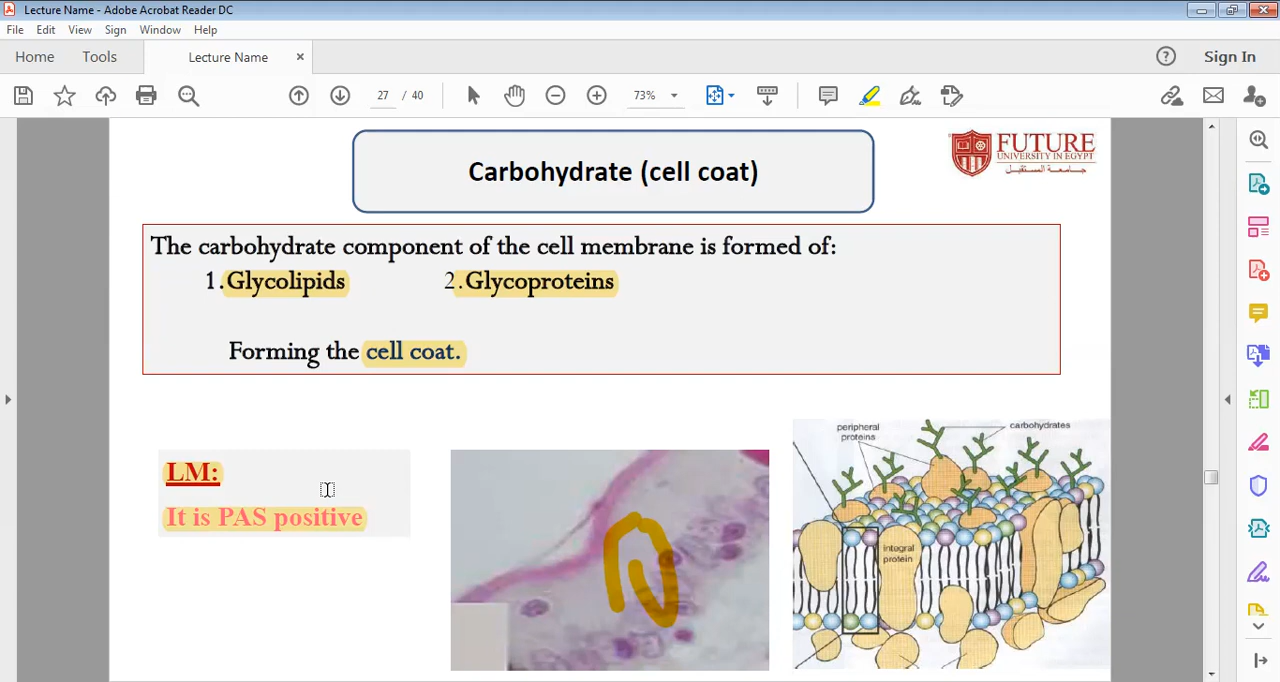 Lecture Name - Adobe Acrobat Reader DC
File Edit View Sign Window Help
Home Tools Lecture Name × Sign In
27 / 40 73%
Carbohydrate (cell coat)
FUTURE
UNIVERSITY IN EGYPT
جامعة المستقبل
The carbohydrate component of the cell membrane is formed of:
1.Glycolipids 2.Glycoproteins
Forming the cell coat.
LM:
It is PAS positive
peripheral
proteins
carbohydrates
integral
protein